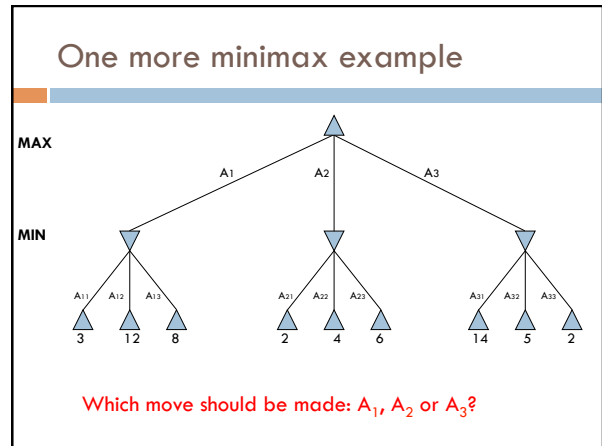 One more minimax example
MAX
A1 A2 A3
MIN
A11 A12 A13 A21 A22 A23 A31 A32 A33
3 12 8 2 4 6 14 5 2
Which move should be made: A₁, A₂ or A₃?